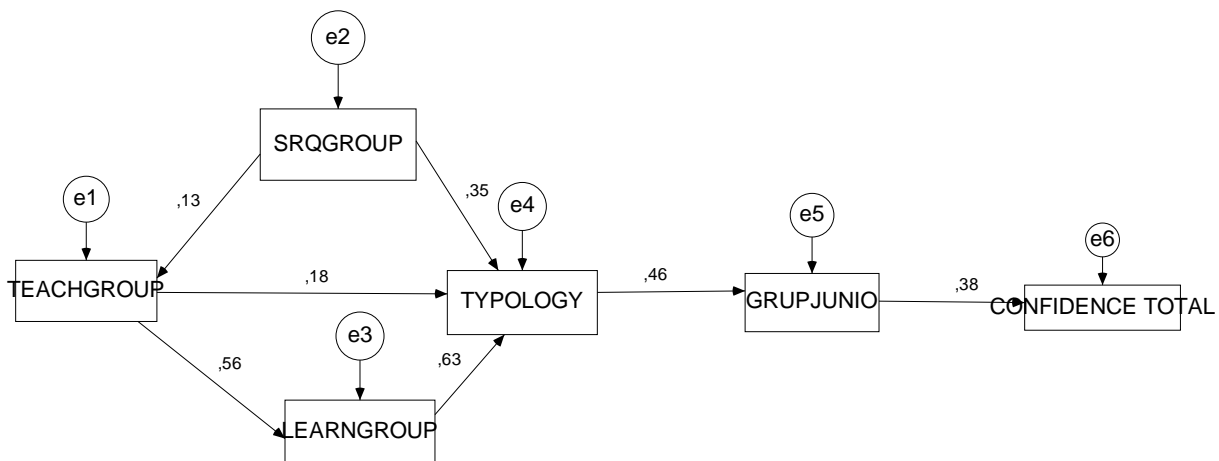 e2
SRQGROUP
e1
,13
,35
e4
e5
e6
TEACHGROUP
,18
TYPOLOGY
,46
GRUPJUNIO
,38
CONFIDENCE TOTAL
e3
,56
,63
LEARNGROUP